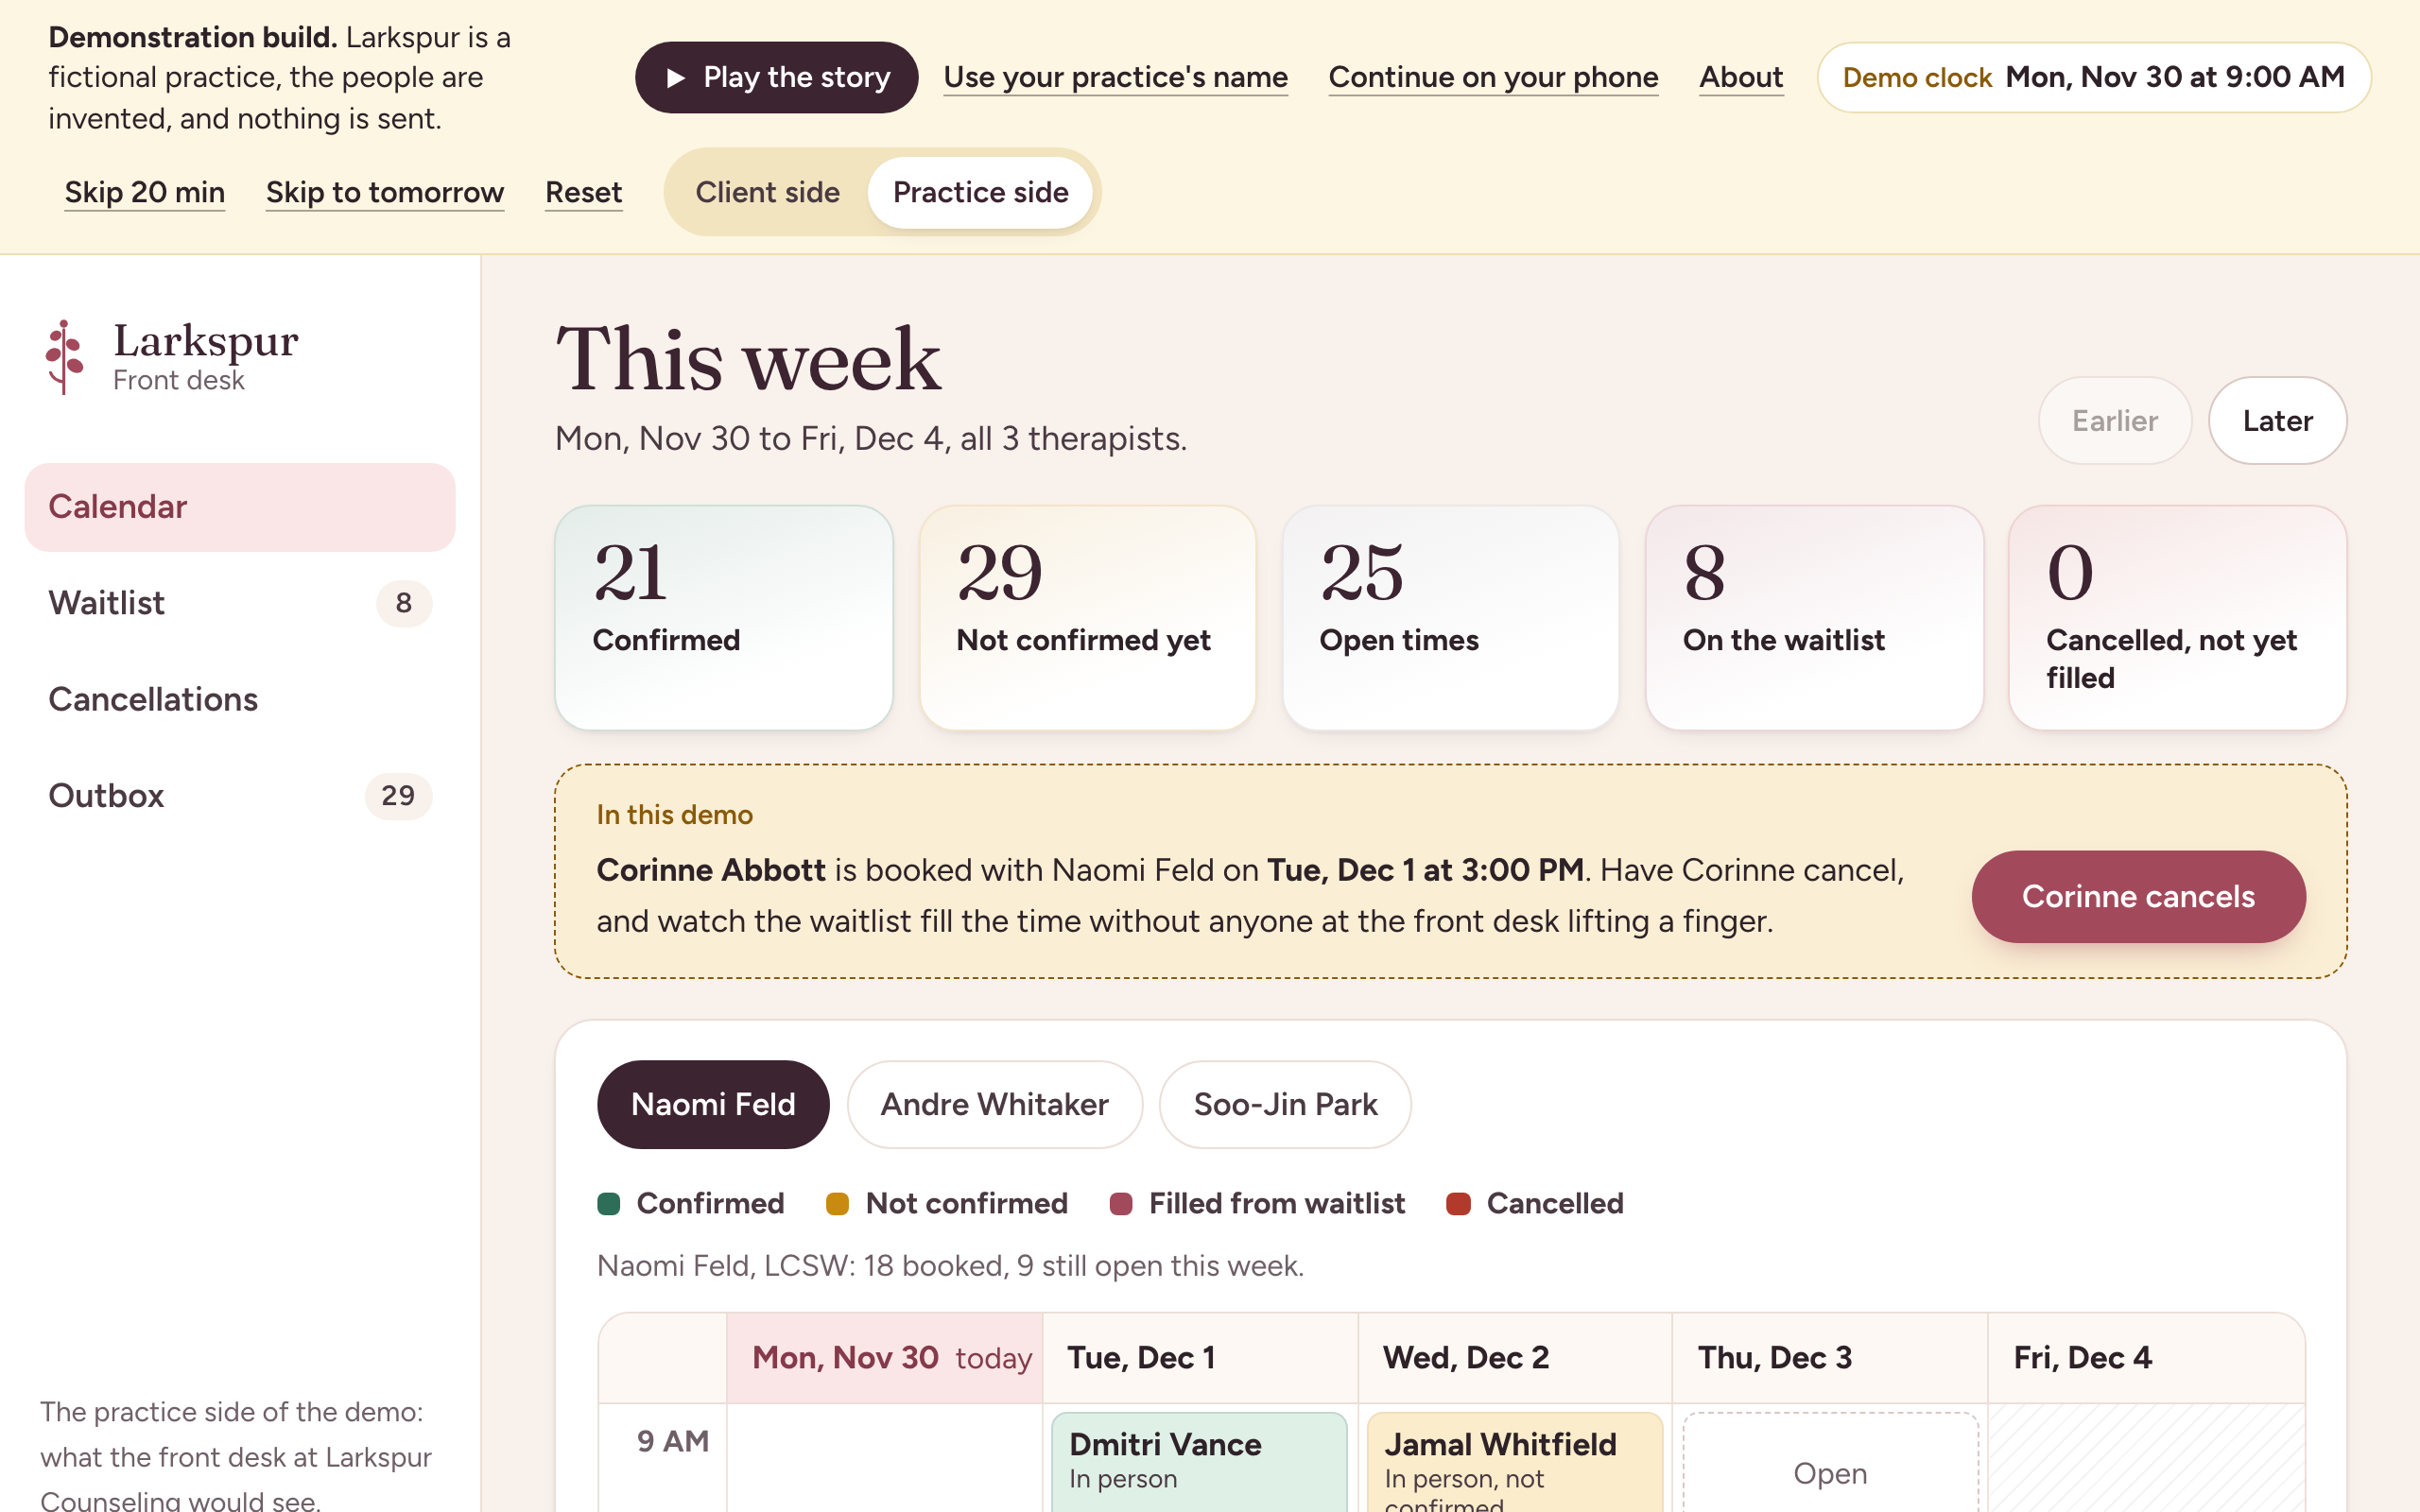 Demonstration build. Larkspur is a
fictional practice, the people are
invented, and nothing is sent.
Play the story
Use your practice's name
Continue on your phone
About
Demo clock Mon, Nov 30 at 9:00 AM
Skip 20 min
Skip to tomorrow
Reset
Client side
Practice side
Larkspur
Front desk
Calendar
Waitlist 8
Cancellations
Outbox 29
The practice side of the demo:
what the front desk at Larkspur
Counseling would see.
This week
Mon, Nov 30 to Fri, Dec 4, all 3 therapists.
Earlier
Later
21
Confirmed
29
Not confirmed yet
25
Open times
8
On the waitlist
0
Cancelled, not yet
filled
In this demo
Corinne Abbott is booked with Naomi Feld on Tue, Dec 1 at 3:00 PM. Have Corinne cancel,
and watch the waitlist fill the time without anyone at the front desk lifting a finger.
Corinne cancels
Naomi Feld
Andre Whitaker
Soo-Jin Park
Confirmed
Not confirmed
Filled from waitlist
Cancelled
Naomi Feld, LCSW: 18 booked, 9 still open this week.
Mon, Nov 30 today
Tue, Dec 1
Wed, Dec 2
Thu, Dec 3
Fri, Dec 4
9 AM
Dmitri Vance
In person
Jamal Whitfield
In person, not
confirmed
Open